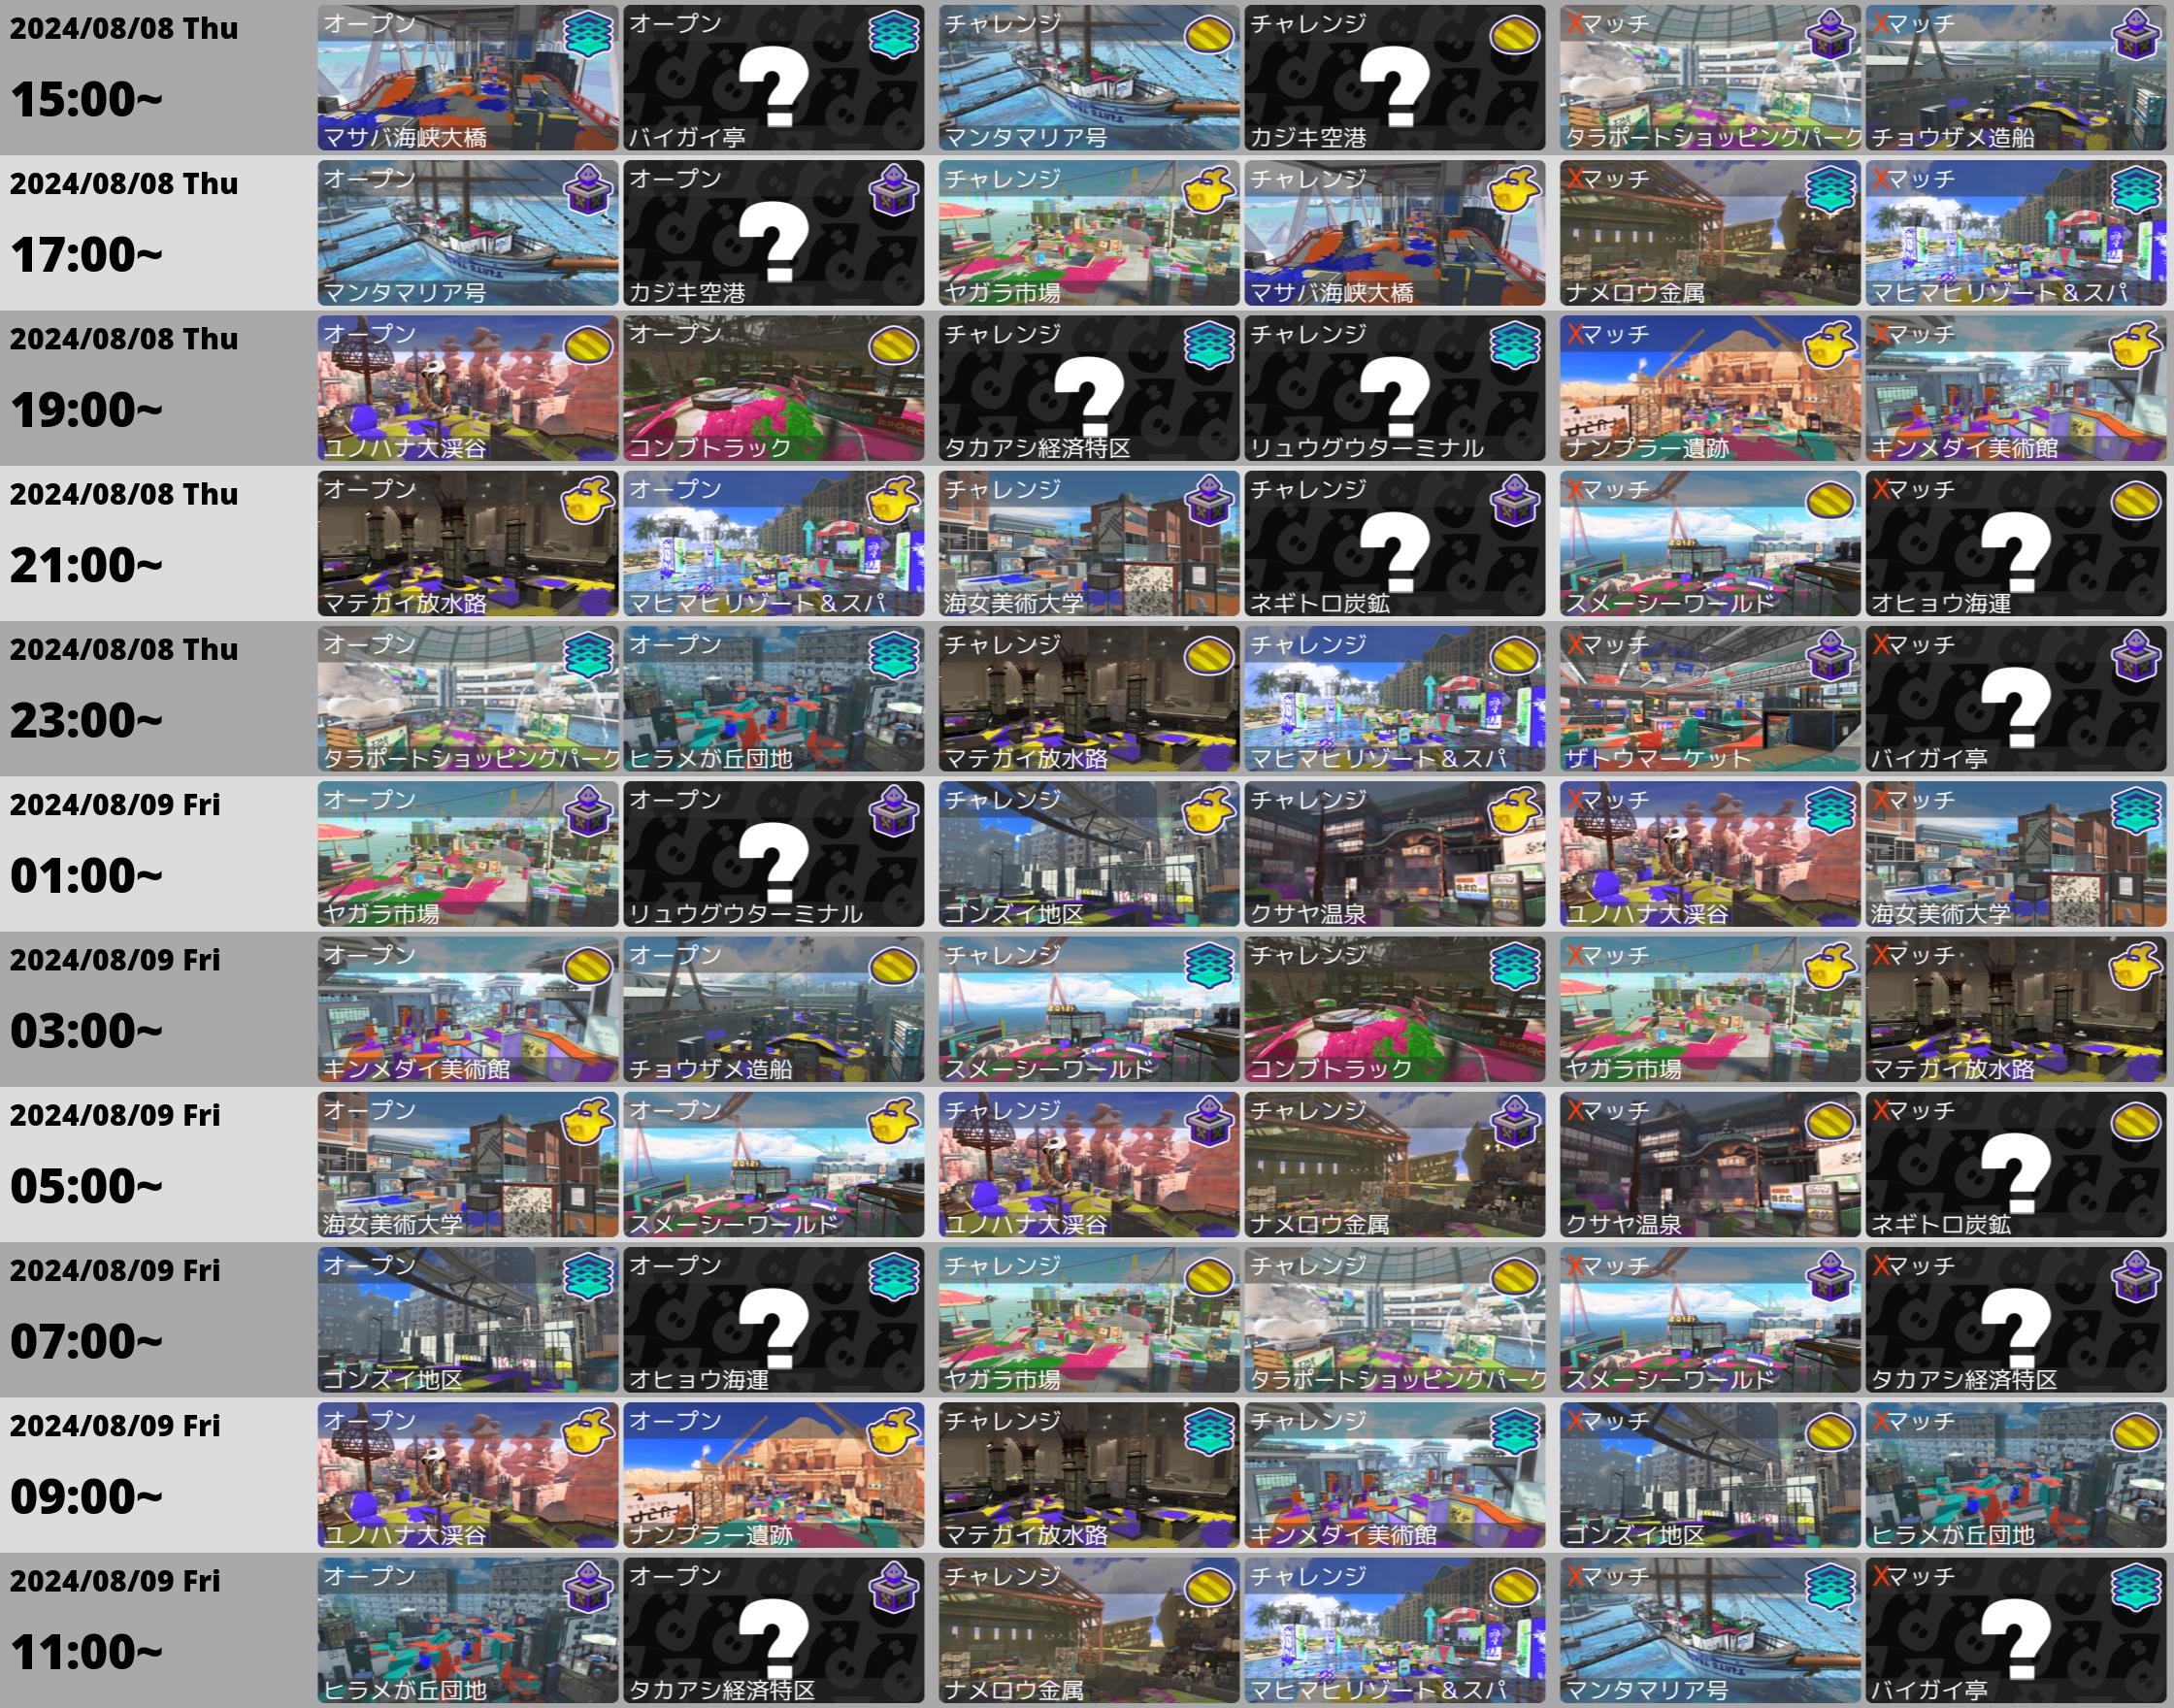 2024/08/08 Thu
15:00~
オープン
マサバ海峡大橋
オープン
?
バイガイ亭
チャレンジ
マンタマリア号
チャレンジ
?
カジキ空港
Xマッチ
タラポートショッピングパーク
Xマッチ
チョウザメ造船
2024/08/08 Thu
17:00~
オープン
マンタマリア号
オープン
?
カジキ空港
チャレンジ
ヤガラ市場
チャレンジ
マサバ海峡大橋
Xマッチ
ナメロウ金属
Xマッチ
マヒマヒリゾート&スパ
2024/08/08 Thu
19:00~
オープン
ユノハナ大渓谷
オープン
コンブトラック
チャレンジ
?
タカアシ経済特区
チャレンジ
?
リュウグウターミナル
Xマッチ
ナンプラー遺跡
Xマッチ
キンメダイ美術館
2024/08/08 Thu
21:00~
オープン
マテガイ放水路
オープン
マヒマヒリゾート&スパ
チャレンジ
海女美術大学
チャレンジ
?
ネギトロ炭鉱
Xマッチ
スメーシーワールド
Xマッチ
?
オヒョウ海運
2024/08/08 Thu
23:00~
オープン
タラポートショッピングパーク
オープン
ヒラメが丘団地
チャレンジ
マテガイ放水路
チャレンジ
マヒマヒリゾート&スパ
Xマッチ
ザトウマーケット
Xマッチ
?
バイガイ亭
2024/08/09 Fri
01:00~
オープン
ヤガラ市場
オープン
?
リュウグウターミナル
チャレンジ
ゴンズイ地区
チャレンジ
クサヤ温泉
Xマッチ
ユノハナ大渓谷
Xマッチ
海女美術大学
2024/08/09 Fri
03:00~
オープン
キンメダイ美術館
オープン
チョウザメ造船
チャレンジ
スメーシーワールド
チャレンジ
コンブトラック
Xマッチ
ヤガラ市場
Xマッチ
マテガイ放水路
2024/08/09 Fri
05:00~
オープン
海女美術大学
オープン
スメーシーワールド
チャレンジ
ユノハナ大渓谷
チャレンジ
ナメロウ金属
Xマッチ
クサヤ温泉
Xマッチ
?
ネギトロ炭鉱
2024/08/09 Fri
07:00~
オープン
ゴンズイ地区
オープン
?
オヒョウ海運
チャレンジ
ヤガラ市場
チャレンジ
タラポートショッピングパーク
Xマッチ
スメーシーワールド
Xマッチ
?
タカアシ経済特区
2024/08/09 Fri
09:00~
オープン
ユノハナ大渓谷
オープン
ナンプラー遺跡
チャレンジ
マテガイ放水路
チャレンジ
キンメダイ美術館
Xマッチ
ゴンズイ地区
Xマッチ
ヒラメが丘団地
2024/08/09 Fri
11:00~
オープン
ヒラメが丘団地
オープン
?
タカアシ経済特区
チャレンジ
ナメロウ金属
チャレンジ
マヒマヒリゾート&スパ
Xマッチ
マンタマリア号
Xマッチ
?
バイガイ亭